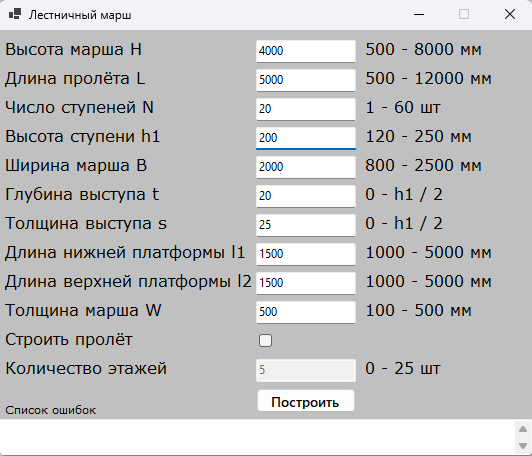 Лестничный марш
Высота марша H 4000 500 - 8000 мм
Длина пролёта L 5000 500 - 12000 мм
Число ступеней N 20 1 - 60 шт
Высота ступени h1 200 120 - 250 мм
Ширина марша B 2000 800 - 2500 мм
Глубина выступа t 20 0 - h1 / 2
Толщина выступа s 25 0 - h1 / 2
Длина нижней платформы l1 1500 1000 - 5000 мм
Длина верхней платформы l2 1500 1000 - 5000 мм
Толщина марша W 500 100 - 500 мм
Строить пролёт
Количество этажей 5 0 - 25 шт
Построить
Список ошибок